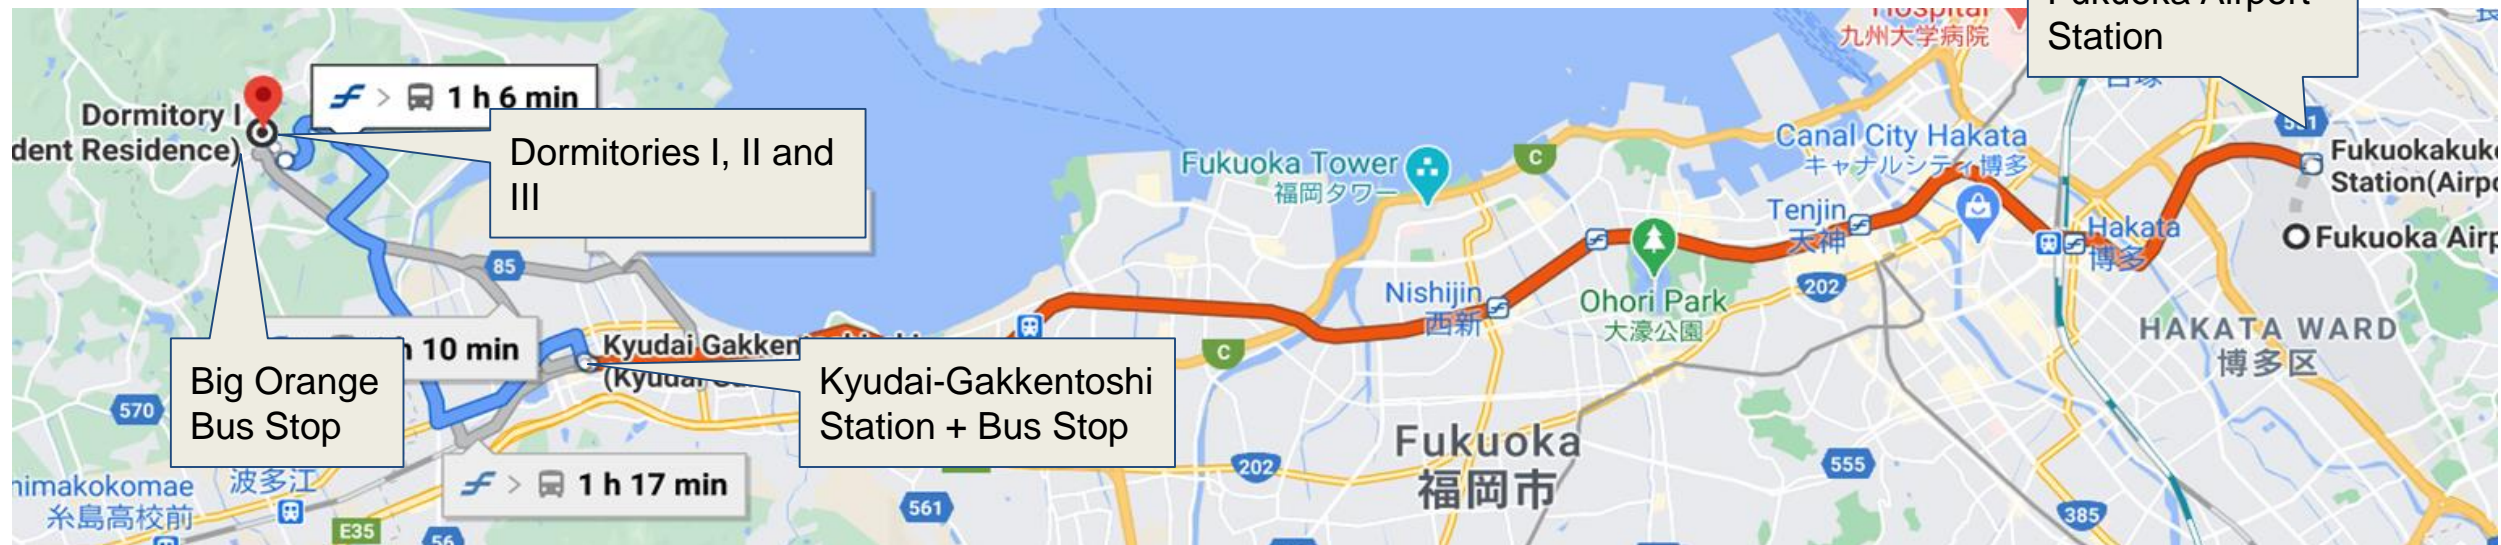 Fukuoka Airport
Station
Hospital
九州大学病院
Dormitory I
dent Residence)
1 h 6 min
Dormitories I, II and
III
Fukuoka Tower
福岡タワー
C
Canal City Hakata
キャナルシティ博多
Tenjin
天神
Hakata
博多
Fukuokakuk
Station(Airpo
Fukuoka Airp
85
Nishijin
西新
Ohori Park
大濠公園
202
HAKATA WARD
博多区
h 10 min
Kyudai Gakken
(Kyudai
C
Big Orange
Bus Stop
Kyudai-Gakkentoshi
Station + Bus Stop
570
Fukuoka
福岡市
202
555
1 h 17 min
himakokomae
糸島高校前
波多江
561
385
E35
56